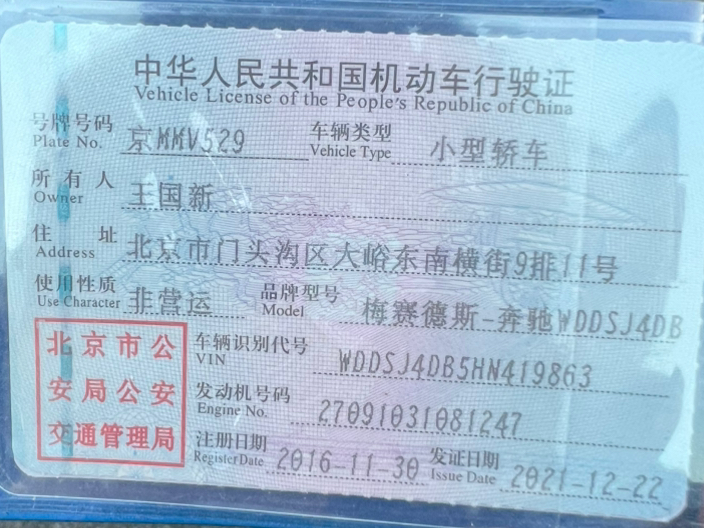 中华人民共和国机动车行驶证
Vehicle License of the People's Republic of China
号牌号码 京MMV529 车辆类型 小型轿车
Plate No. Vehicle Type
所有人 王国新
Owner
住址 北京市门头沟区大峪东南横街9排11号
Address
使用性质 非营运 品牌型号 梅赛德斯-奔驰WDDSJ4DB
Use Character Model
北京市公
安局公安
交通管理局
车辆识别代号 WDDSJ4DB5HN419863
VIN
发动机号码 27091031081247
Engine No.
注册日期 2016-11-30 发证日期 2021-12-22
Register Date Issue Date